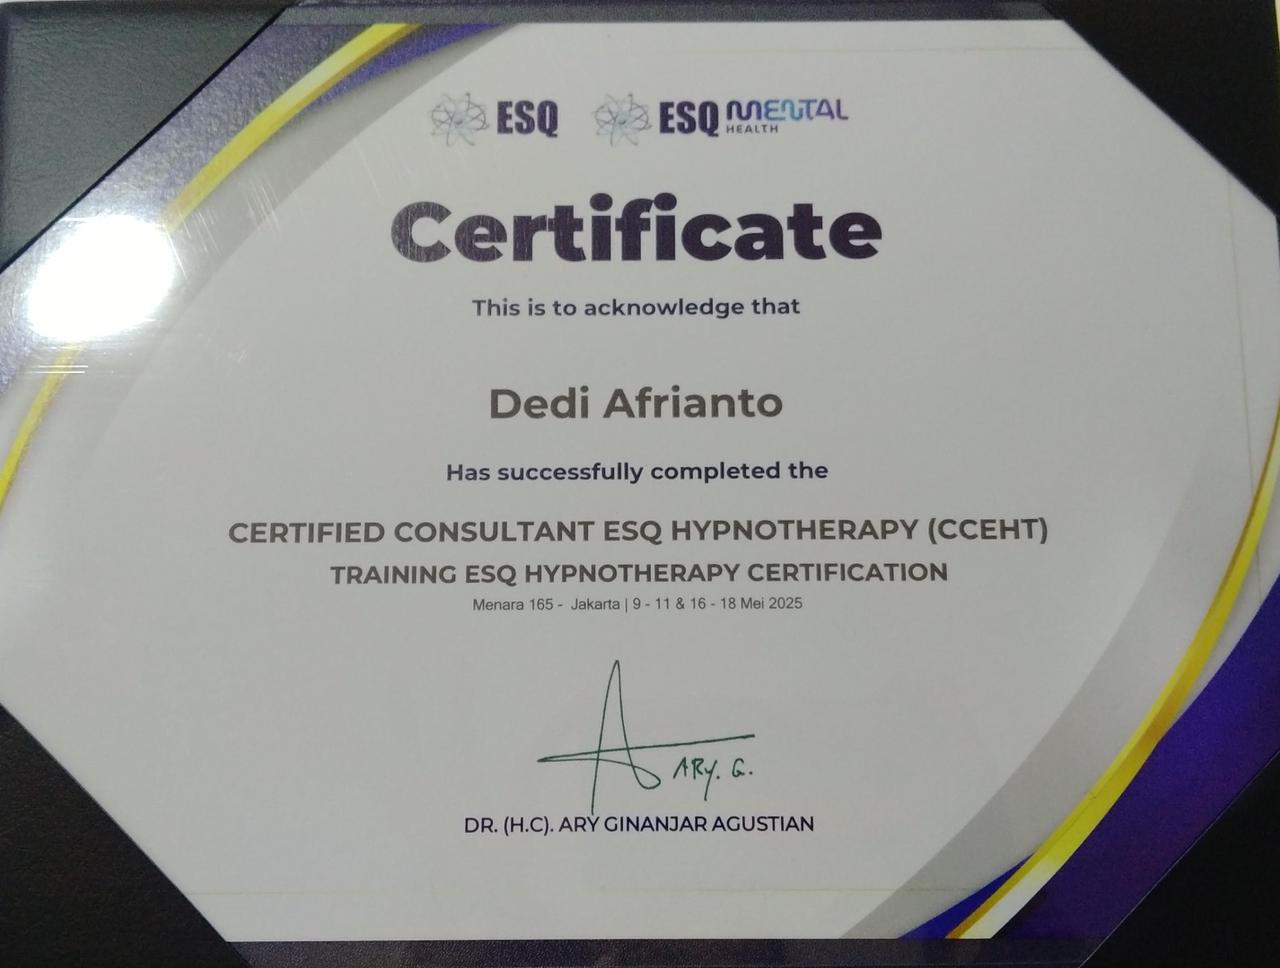 ESQ ESQ MENTAL
HEALTH
Certificate
This is to acknowledge that
Dedi Afrianto
Has successfully completed the
CERTIFIED CONSULTANT ESQ HYPNOTHERAPY (CCEHT)
TRAINING ESQ HYPNOTHERAPY CERTIFICATION
Menara 165 - Jakarta | 9 - 11 & 16 - 18 Mei 2025
ARY. G.
DR. (H.C). ARY GINANJAR AGUSTIAN